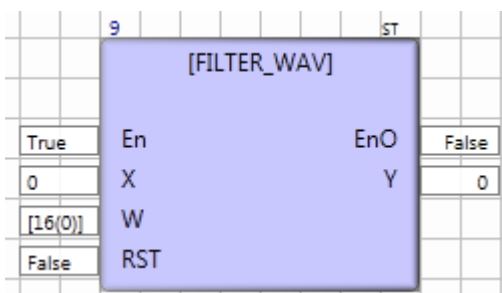 9 ST
[FILTER_WAV]
True En EnO False
0 X Y 0
[16(0)] W
False RST